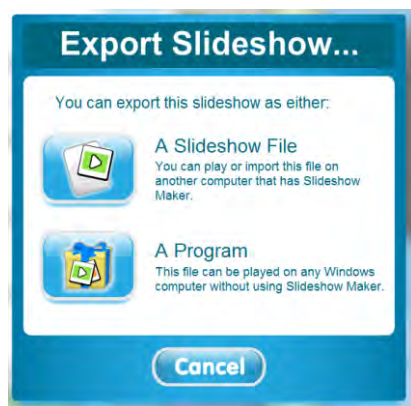 Export Slideshow...
You can export this slideshow as either:
A Slideshow File
You can play or import this file on
another computer that has Slideshow
Maker.
A Program
This file can be played on any Windows
computer without using Slideshow Maker.
Cancel